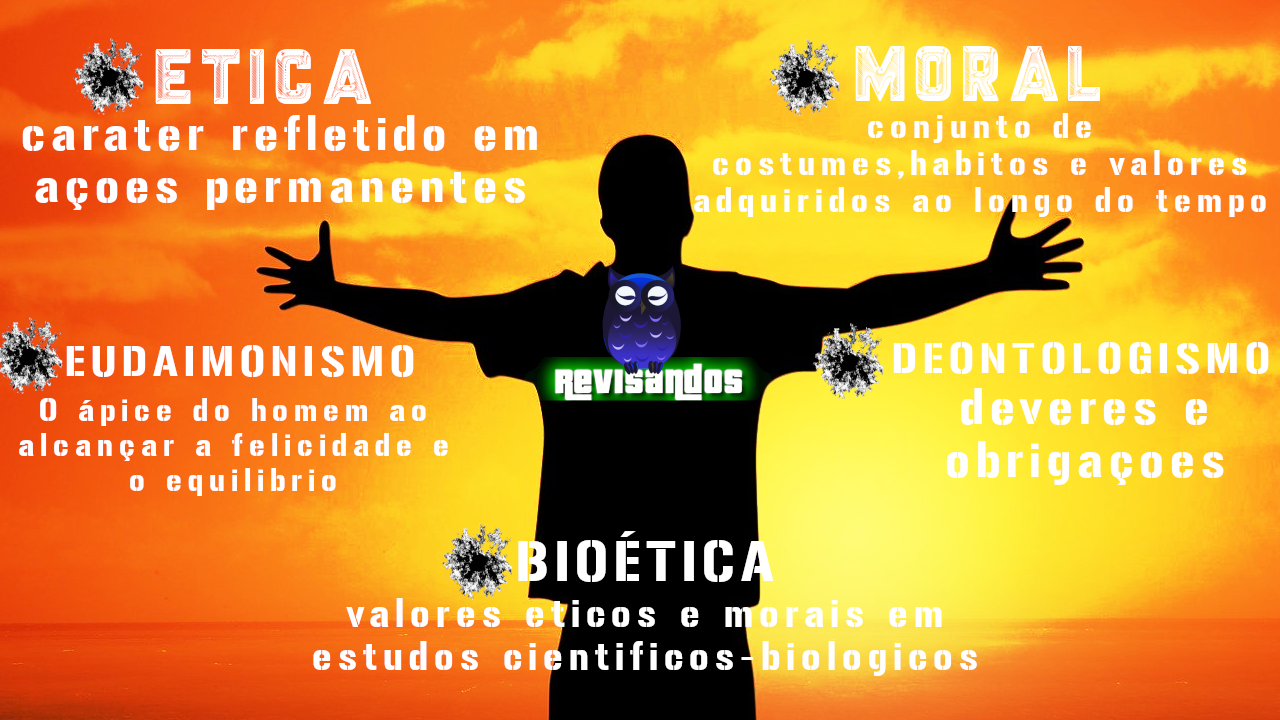 ETICA
carater refletido em
açoes permanentes
MORAL
conjunto de
costumes,habitos e valores
adquiridos ao longo do tempo
EUDAIMONISMO
O ápice do homem ao
alcançar a felicidade e
o equilibrio
REVISANDOS
DEONTOLOGISMO
deveres e
obrigaçoes
BIOÉTICA
valores eticos e morais em
estudos cientificos-biologicos